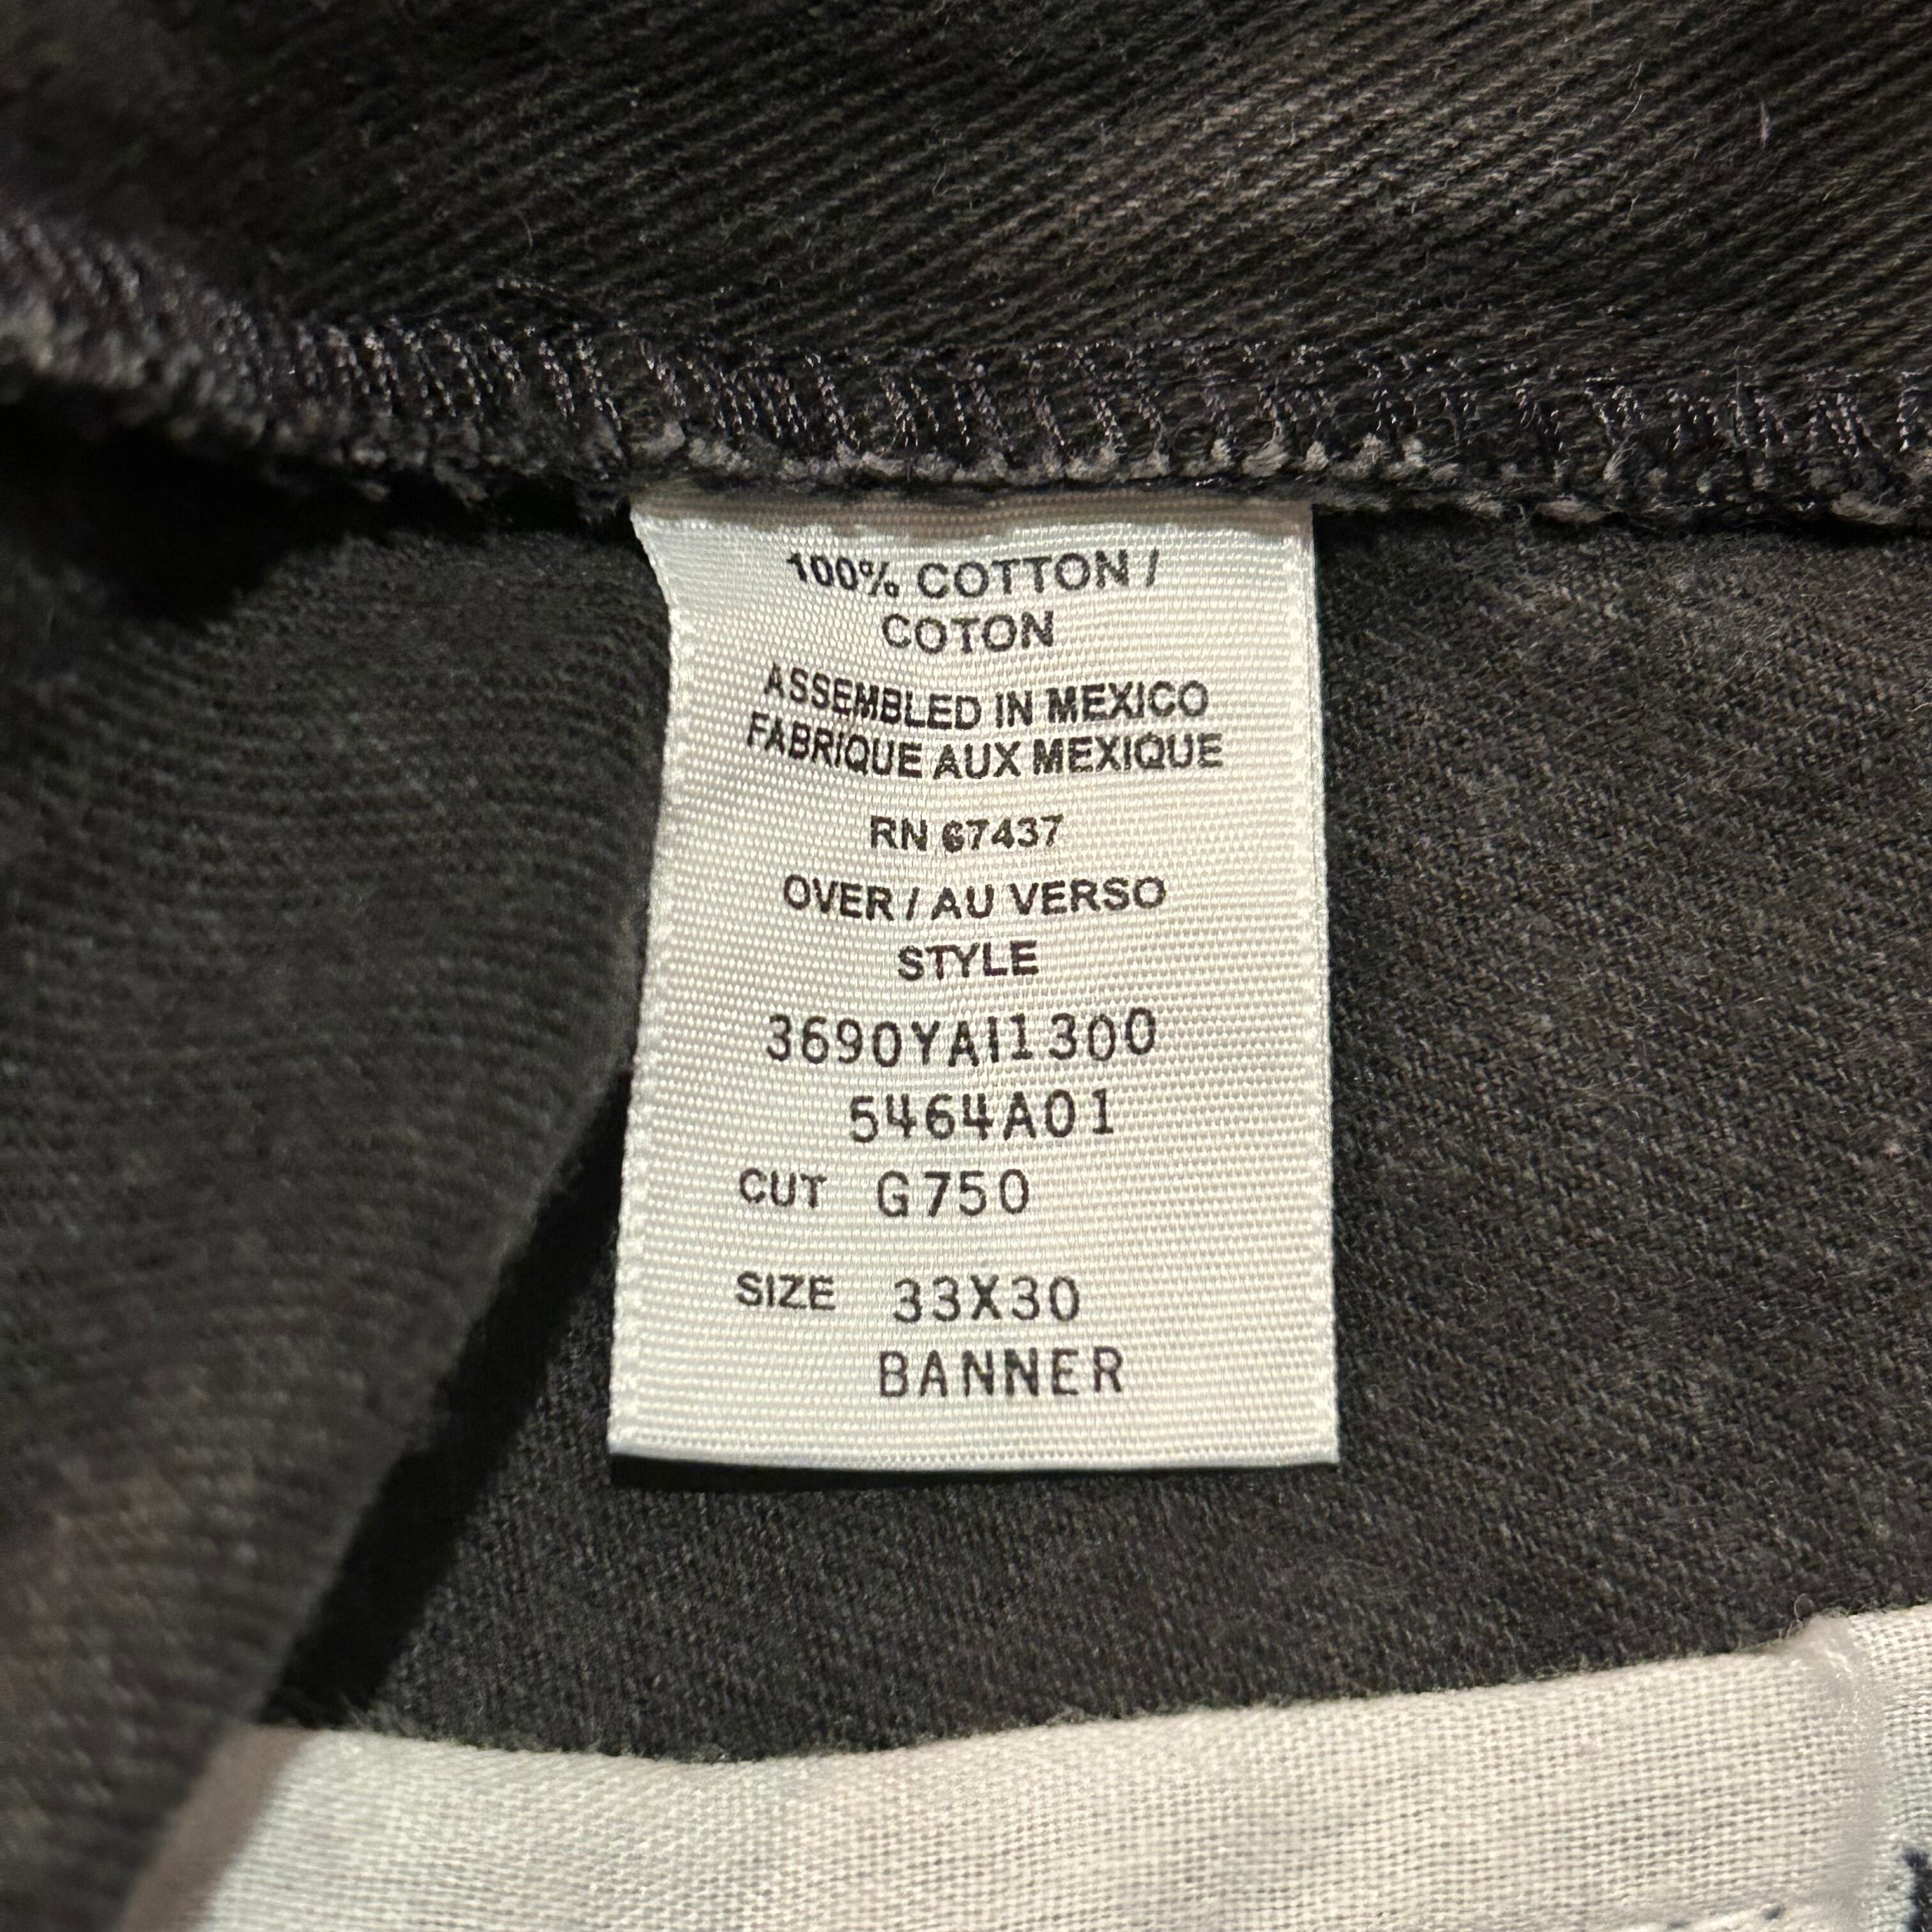 100% COTTON /
COTON
ASSEMBLED IN MEXICO
FABRIQUE AUX MEXIQUE
RN 67437
OVER / AU VERSO
STYLE
3690YAI1300
5464A01
CUT G750
SIZE 33X30
BANNER